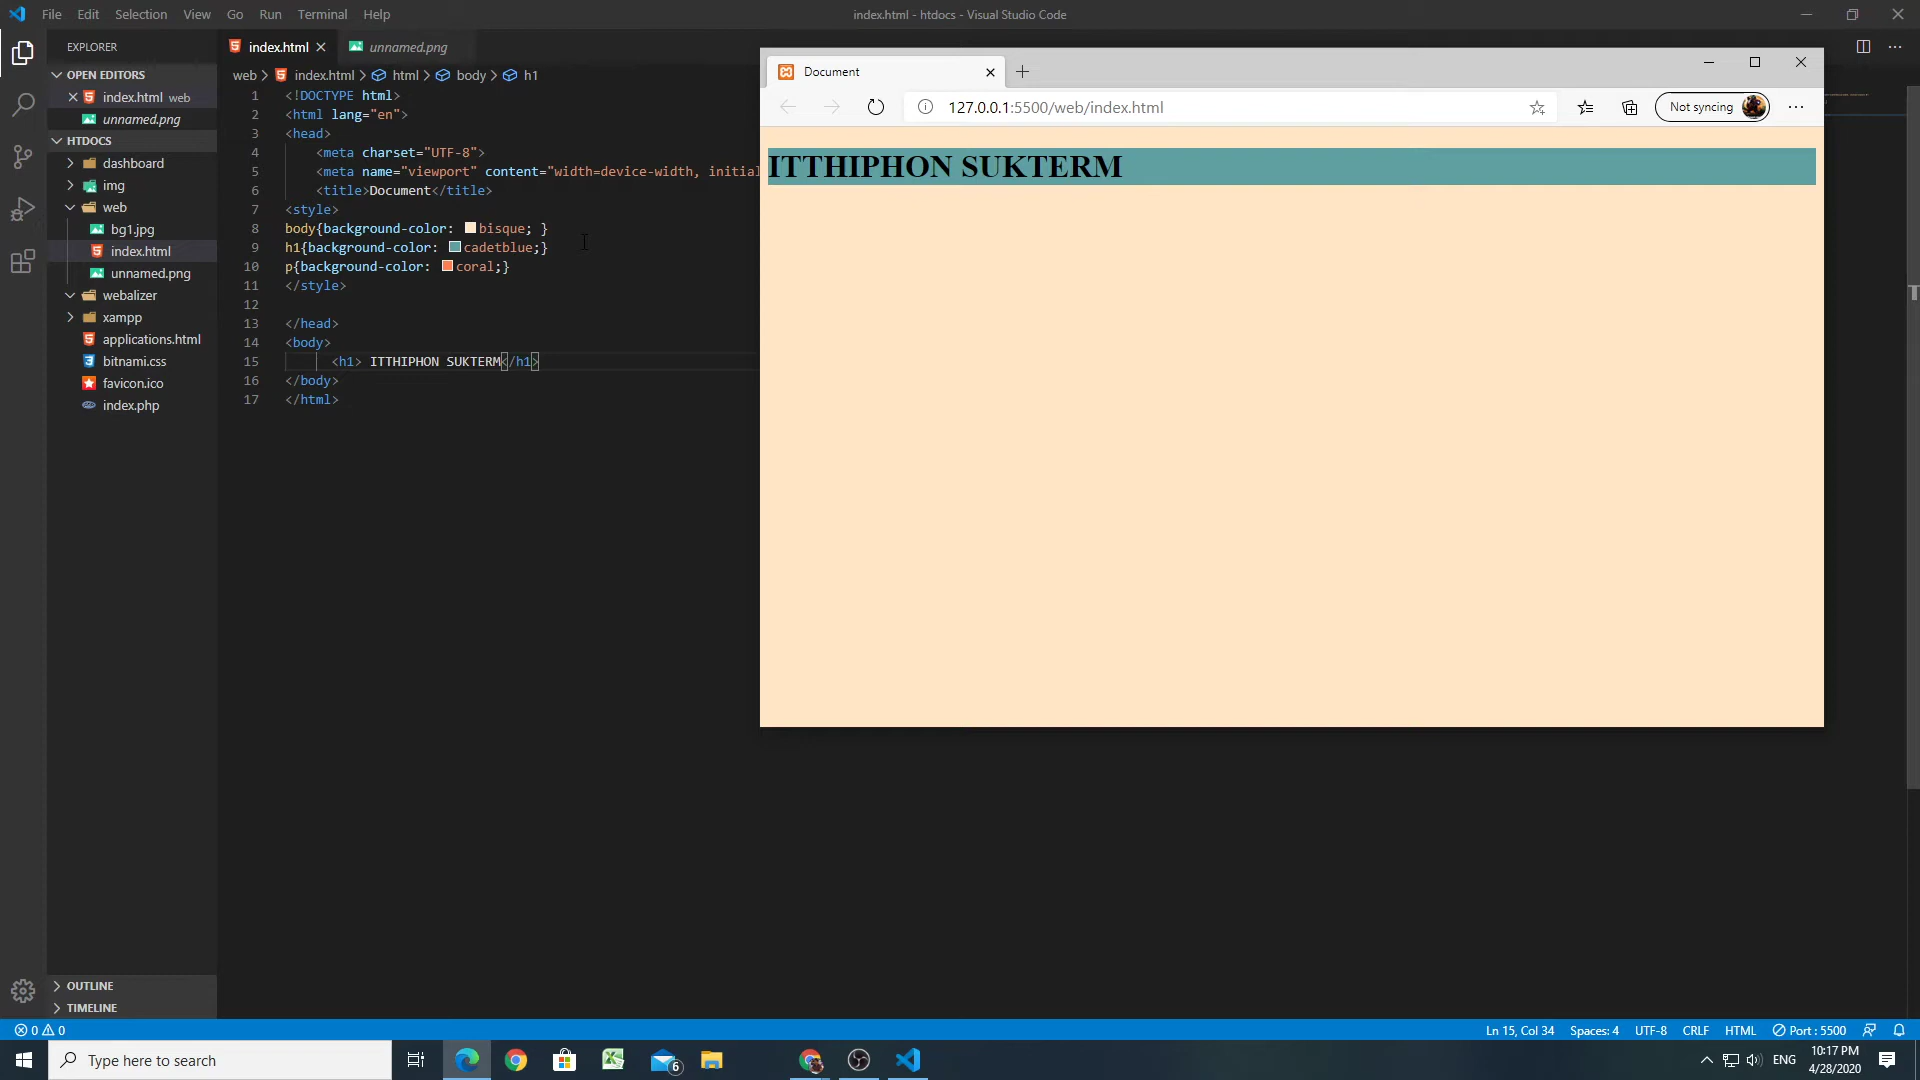 File Edit Selection View Go Run Terminal Help
index.html - htdocs - Visual Studio Code
EXPLORER
OPEN EDITORS
index.html web
unnamed.png
HTDOCS
dashboard
img
web
bg1.jpg
index.html
unnamed.png
webalizer
xampp
applications.html
bitnami.css
favicon.ico
index.php
OUTLINE
TIMELINE
index.html
unnamed.png
web > index.html > html > body > h1
1 <!DOCTYPE html>
2 <html lang="en">
3 <head>
4 <meta charset="UTF-8">
5 <meta name="viewport" content="width=device-width, initial
6 <title>Document</title>
7 <style>
8 body{background-color: bisque; }
9 h1{background-color: cadetblue;}
10 p{background-color: coral;}
11 </style>
12
13 </head>
14 <body>
15 <h1> ITTHIPHON SUKTERM</h1>
16 </body>
17 </html>
Document
127.0.0.1:5500/web/index.html
Not syncing
ITTHIPHON SUKTERM
0 0
Ln 15, Col 34 Spaces: 4 UTF-8 CRLF HTML Port : 5500
Type here to search
6
ENG
10:17 PM
4/28/2020